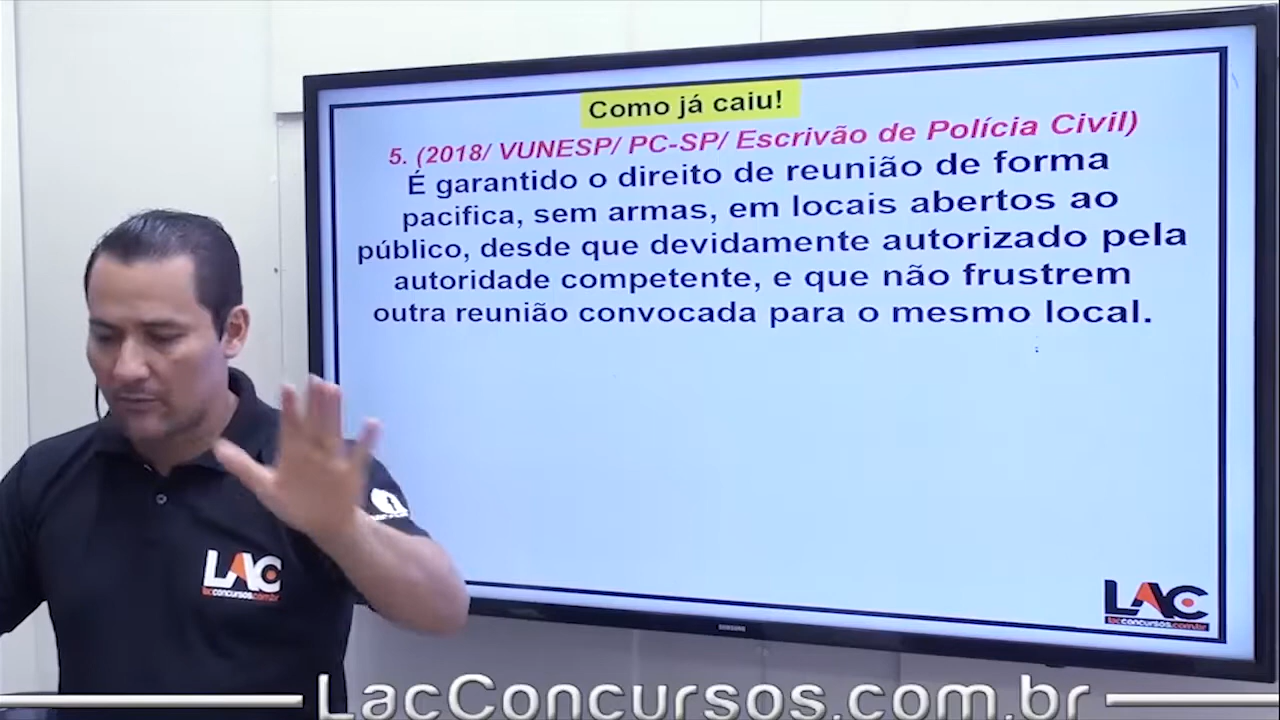 Como já caiu!
5. (2018/ VUNESP/ PC-SP/ Escrivão de Polícia Civil)
É garantido o direito de reunião de forma
pacifica, sem armas, em locais abertos ao
público, desde que devidamente autorizado pela
autoridade competente, e que não frustrem
outra reunião convocada para o mesmo local.
LAC
lacconcursos.com.br
SAMSUNG
LAC
lacconcursos.com.br
LacConcursos.com.br